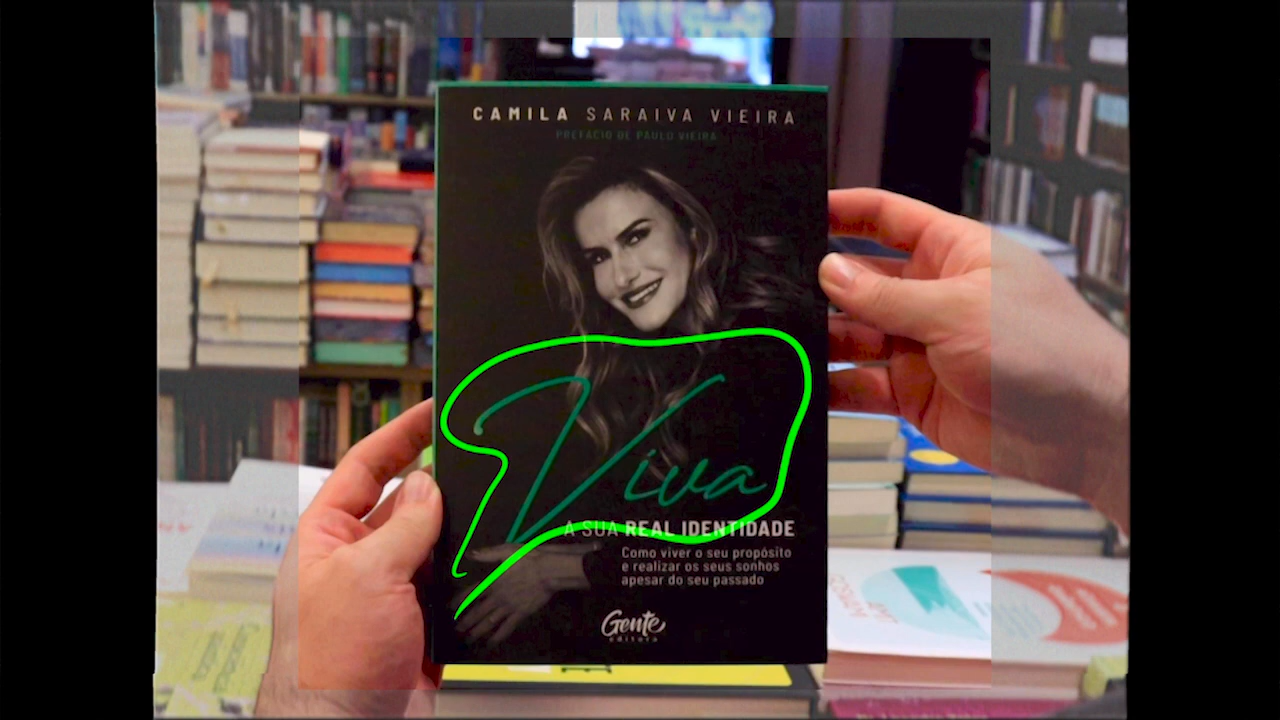 CAMILA SARAIVA VIEIRA
PREFÁCIO DE PAULO VIEIRA
Viva
A SUA REAL IDENTIDADE
Como viver o seu propósito
e realizar os seus sonhos
apesar do seu passado
Gente
editora